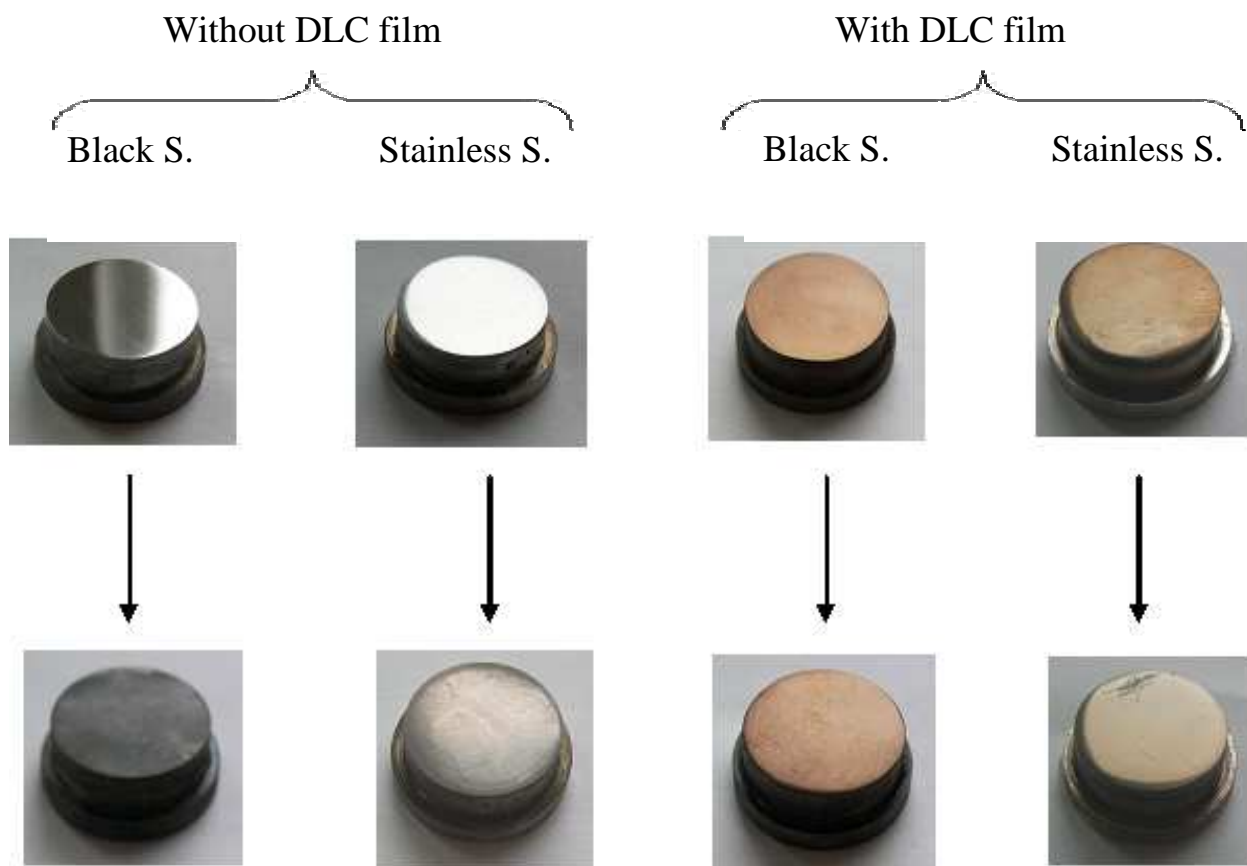 Without DLC film
With DLC film
Black S.
Stainless S.
Black S.
Stainless S.